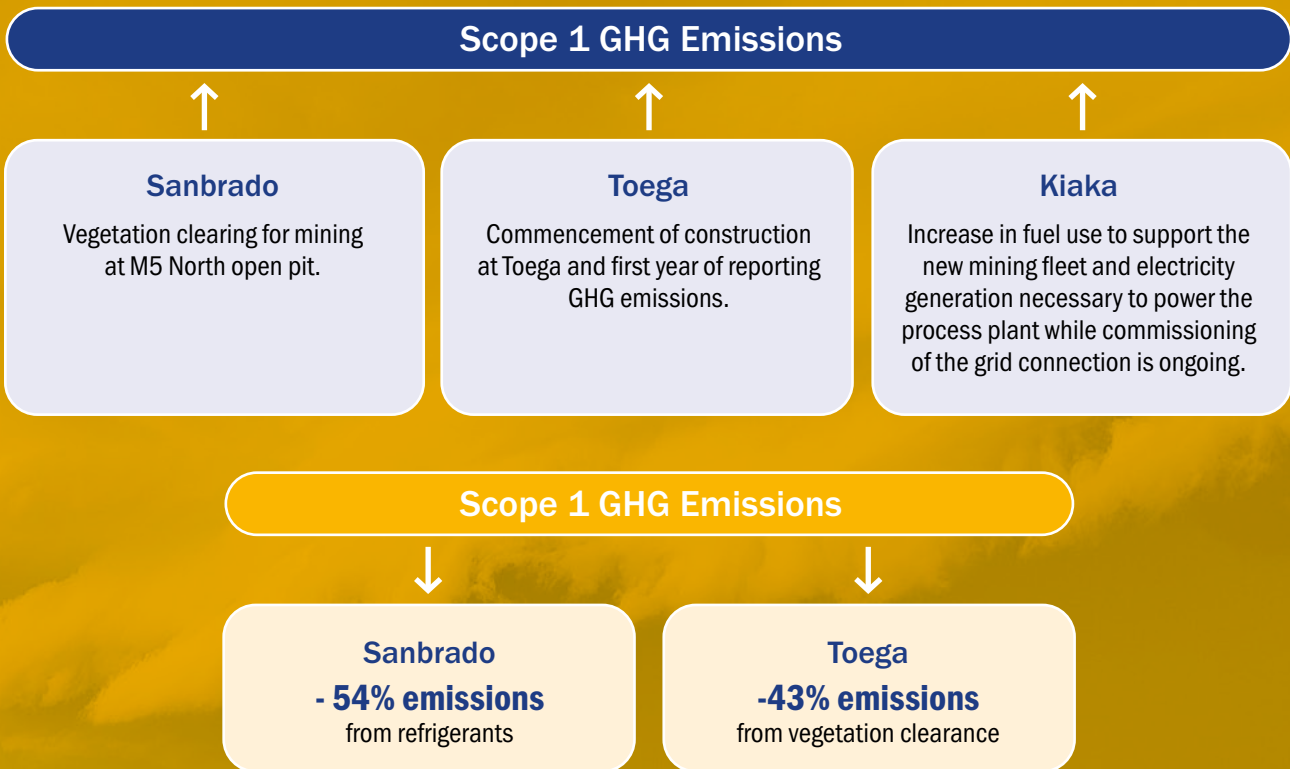 Scope 1 GHG Emissions
Sanbrado
Vegetation clearing for mining
at M5 North open pit.
Toega
Commencement of construction
at Toega and first year of reporting
GHG emissions.
Kiaka
Increase in fuel use to support the
new mining fleet and electricity
generation necessary to power the
process plant while commissioning
of the grid connection is ongoing.
Scope 1 GHG Emissions
Sanbrado
- 54% emissions
from refrigerants
Toega
-43% emissions
from vegetation clearance